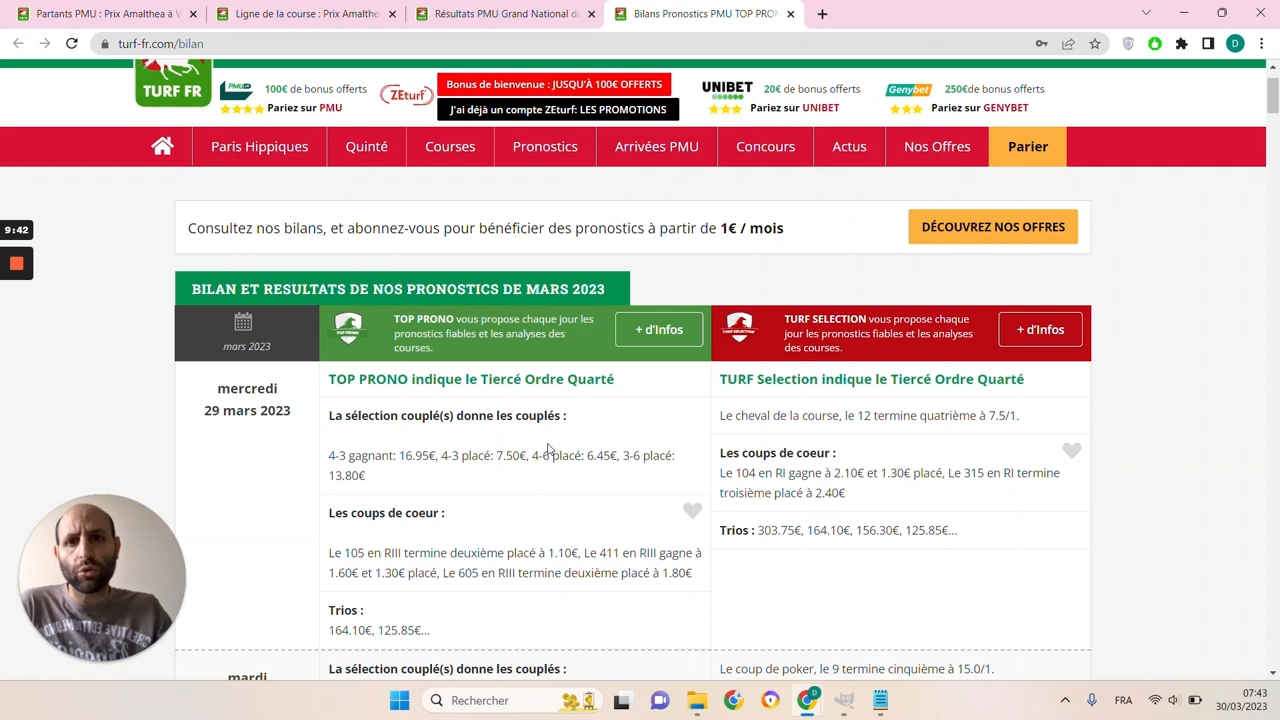 Partants PMU : Prix Amalthea à V
Ligne de la course : Prix Amalthe
Résultats PMU Grand National du
Bilans Pronostics PMU TOP PRON
turf-fr.com/bilan
D
TURF FR
PMU
100€ de bonus offerts
Pariez sur PMU
ZEturf
Bonus de bienvenue : JUSQU'À 100€ OFFERTS
J'ai déjà un compte ZEturf: LES PROMOTIONS
UNIBET
20€ de bonus offerts
Pariez sur UNIBET
Genybet
250€de bonus offerts
Pariez sur GENYBET
Paris Hippiques
Quinté
Courses
Pronostics
Arrivées PMU
Concours
Actus
Nos Offres
Parier
9:42
Consultez nos bilans, et abonnez-vous pour bénéficier des pronostics à partir de 1€ / mois
DÉCOUVREZ NOS OFFRES
BILAN ET RESULTATS DE NOS PRONOSTICS DE MARS 2023
mars 2023
TOP PRONO
TOP PRONO vous propose chaque jour les
pronostics fiables et les analyses des
courses.
+ d'Infos
TURF SELECTION
TURF SELECTION vous propose chaque
jour les pronostics fiables et les analyses
des courses.
+ d'Infos
mercredi
29 mars 2023
TOP PRONO indique le Tiercé Ordre Quarté
La sélection couplé(s) donne les couplés :
4-3 gagnant: 16.95€, 4-3 placé: 7.50€, 4-6 placé: 6.45€, 3-6 placé:
13.80€
Les coups de coeur :
Le 105 en RIII termine deuxième placé à 1.10€, Le 411 en RIII gagne à
1.60€ et 1.30€ placé, Le 605 en RIII termine deuxième placé à 1.80€
Trios :
164.10€, 125.85€...
TURF Selection indique le Tiercé Ordre Quarté
Le cheval de la course, le 12 termine quatrième à 7.5/1.
Les coups de coeur :
Le 104 en RI gagne à 2.10€ et 1.30€ placé, Le 315 en RI termine
troisième placé à 2.40€
Trios : 303.75€, 164.10€, 156.30€, 125.85€...
mardi
La sélection couplé(s) donne les couplés :
Le coup de poker, le 9 termine cinquième à 15.0/1.
Rechercher
D
FRA
07:43
30/03/2023